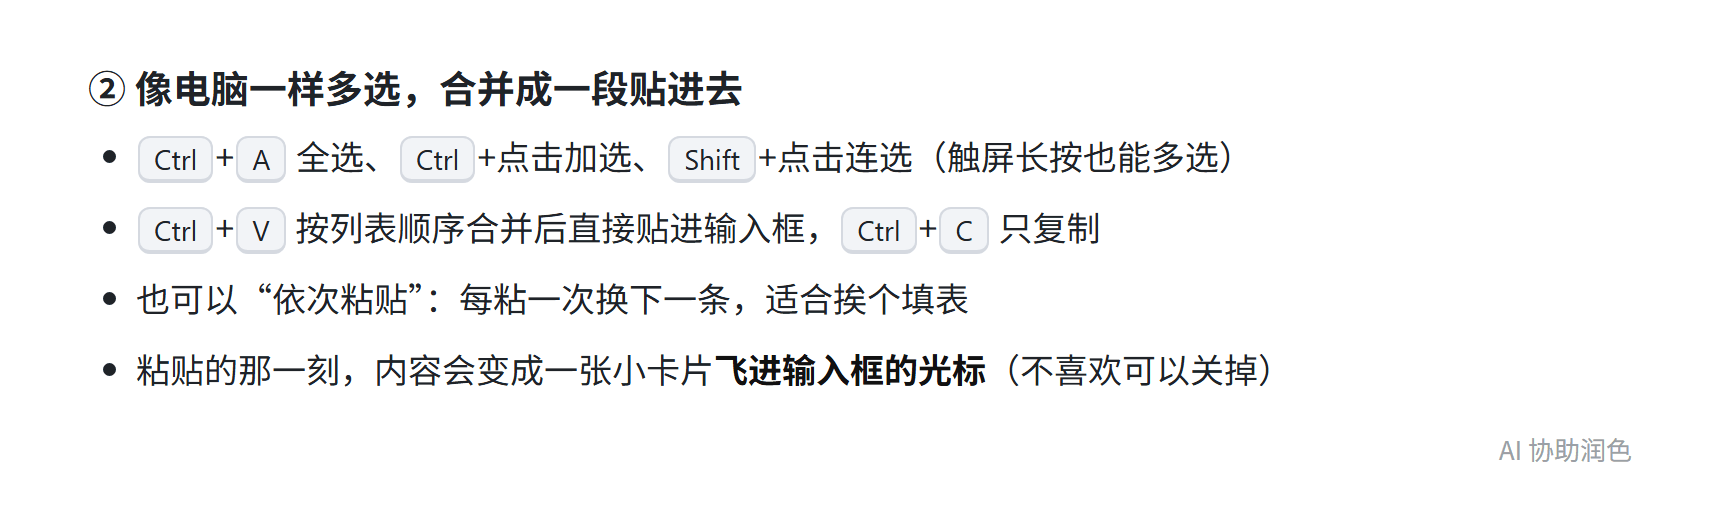 ② 像电脑一样多选，合并成一段贴进去
• Ctrl+A 全选、Ctrl+点击加选、Shift+点击连选（触屏长按也能多选）
• Ctrl+V 按列表顺序合并后直接贴进输入框，Ctrl+C 只复制
• 也可以“依次粘贴”：每粘一次换下一条，适合挨个填表
• 粘贴的那一刻，内容会变成一张小卡片飞进输入框的光标（不喜欢可以关掉）
AI 协助润色